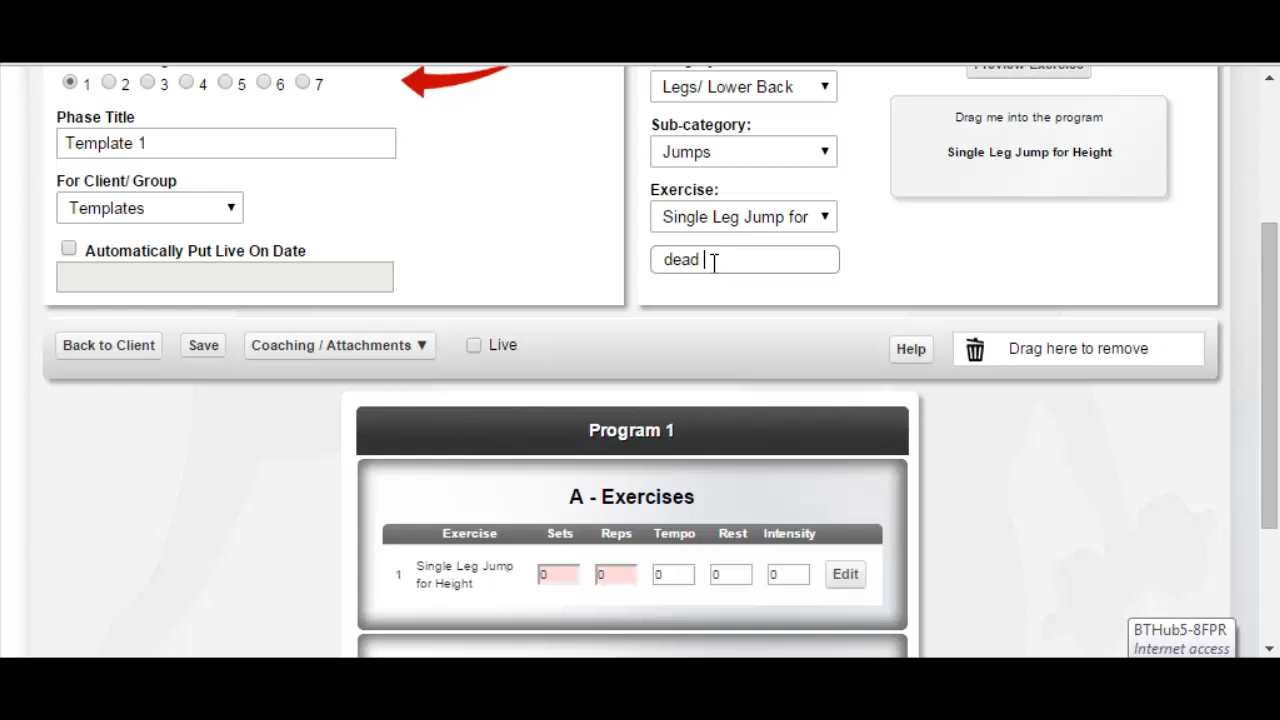 1 2 3 4 5 6 7
Phase Title
Template 1
For Client/ Group
Templates
Automatically Put Live On Date
Legs/ Lower Back
Sub-category:
Jumps
Exercise:
Single Leg Jump for
dead
Preview Exercise
Drag me into the program
Single Leg Jump for Height
Back to Client
Save
Coaching / Attachments ▼
Live
Help
Drag here to remove
Program 1
A - Exercises
Exercise Sets Reps Tempo Rest Intensity
1 Single Leg Jump
for Height
0 0 0 0 0 Edit
BTHub5-8FPR
Internet access